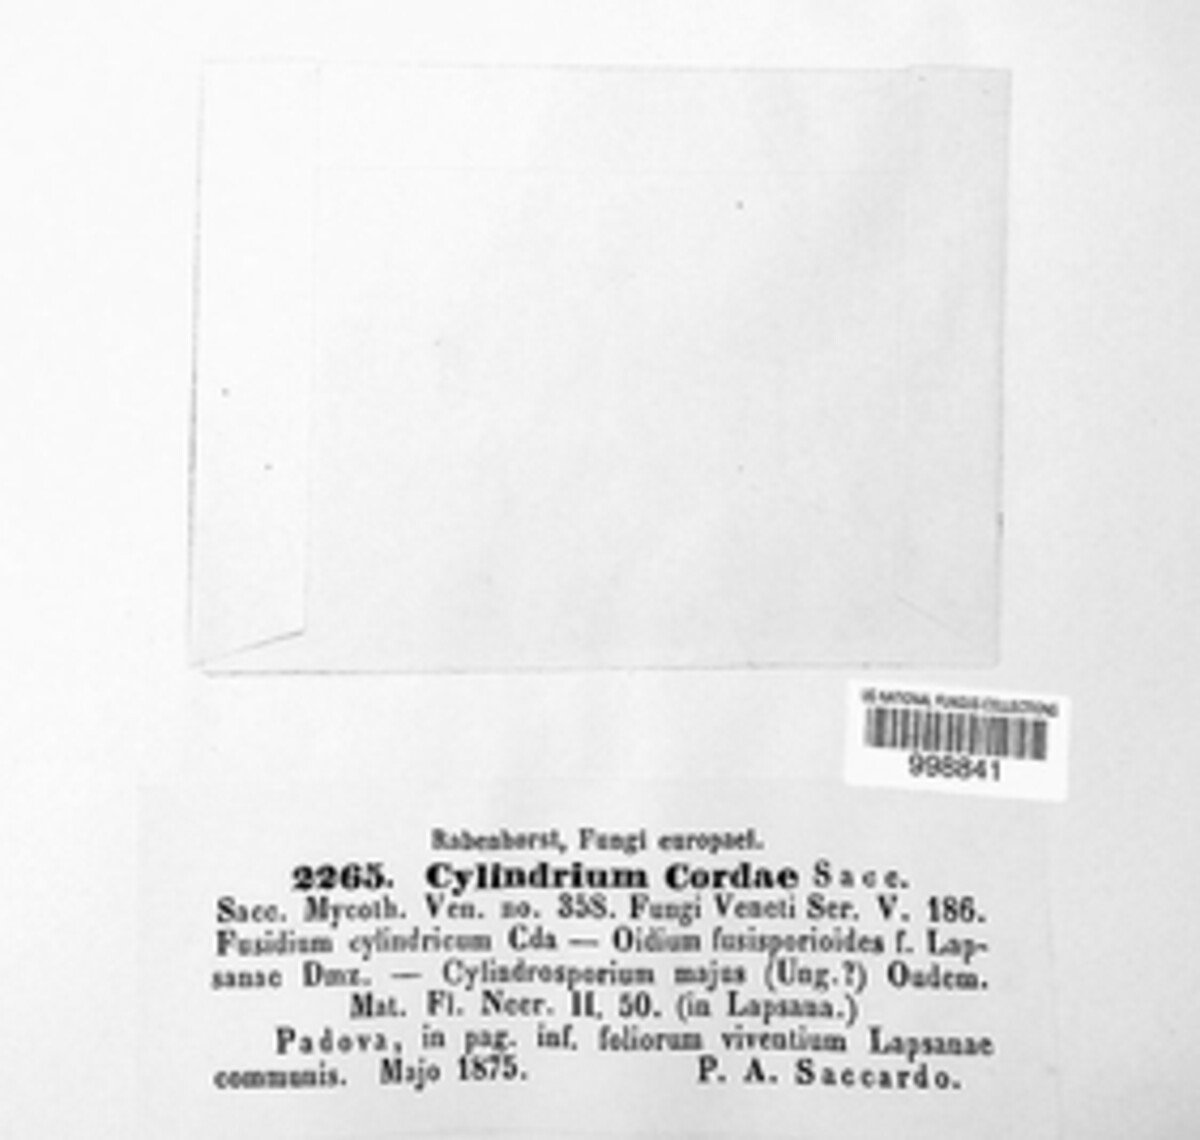 US NATIONAL FUNGUS COLLECTIONS
998841
Rabenhorst, Fungi europaei.
2265. Cylindrium Cordae Sacc.
Sacc. Mycoth. Ven. no. 358. Fungi Veneti Ser. V. 186.
Fusidium cylindricum Cda — Oidium fusisporioides f. Lap-
sanae Dmz. — Cylindrosporium majus (Ung.?) Oudem.
Mat. Fl. Neer. II, 50. (in Lapsana.)
Padova, in pag. inf. foliorum viventium Lapsanae
communis. Majo 1875. P. A. Saccardo.